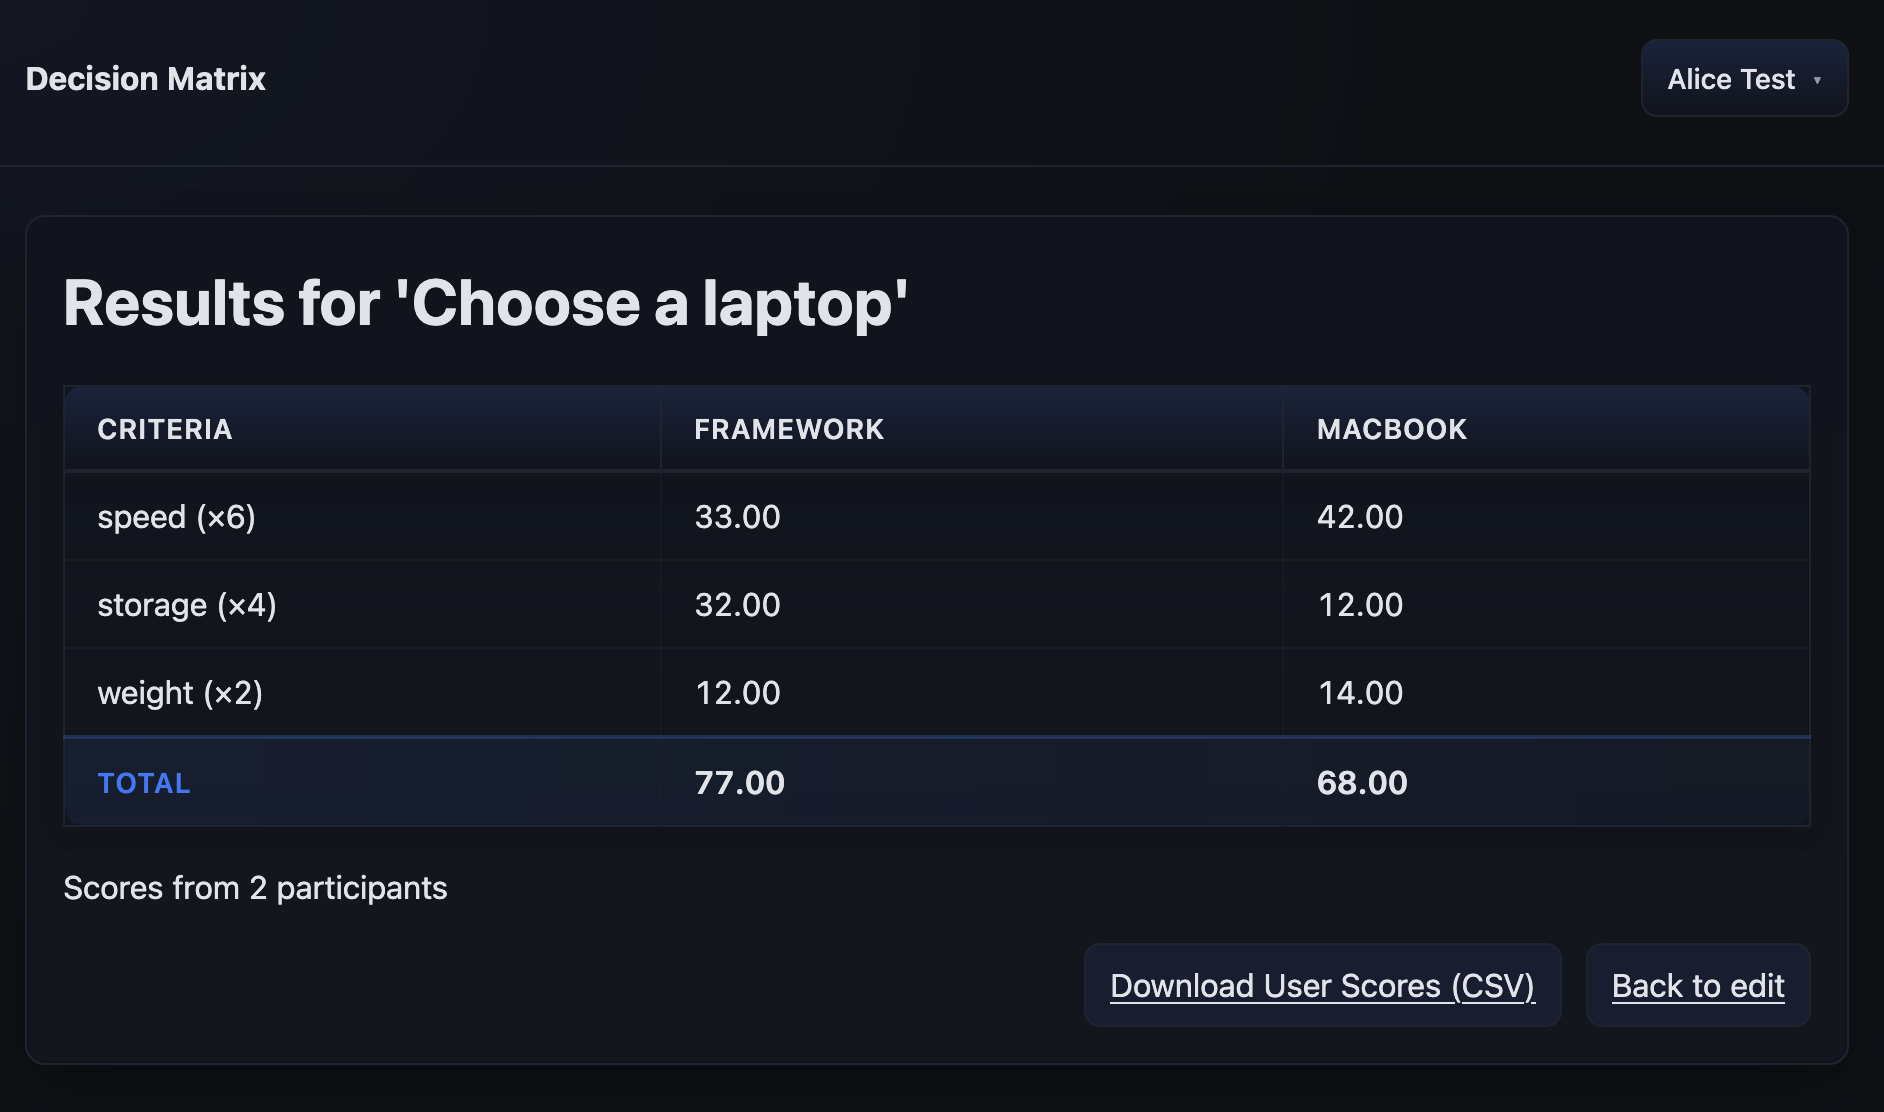 Decision Matrix
Alice Test ▾
Results for 'Choose a laptop'
CRITERIA FRAMEWORK MACBOOK
speed (×6) 33.00 42.00
storage (×4) 32.00 12.00
weight (×2) 12.00 14.00
TOTAL 77.00 68.00
Scores from 2 participants
Download User Scores (CSV) Back to edit